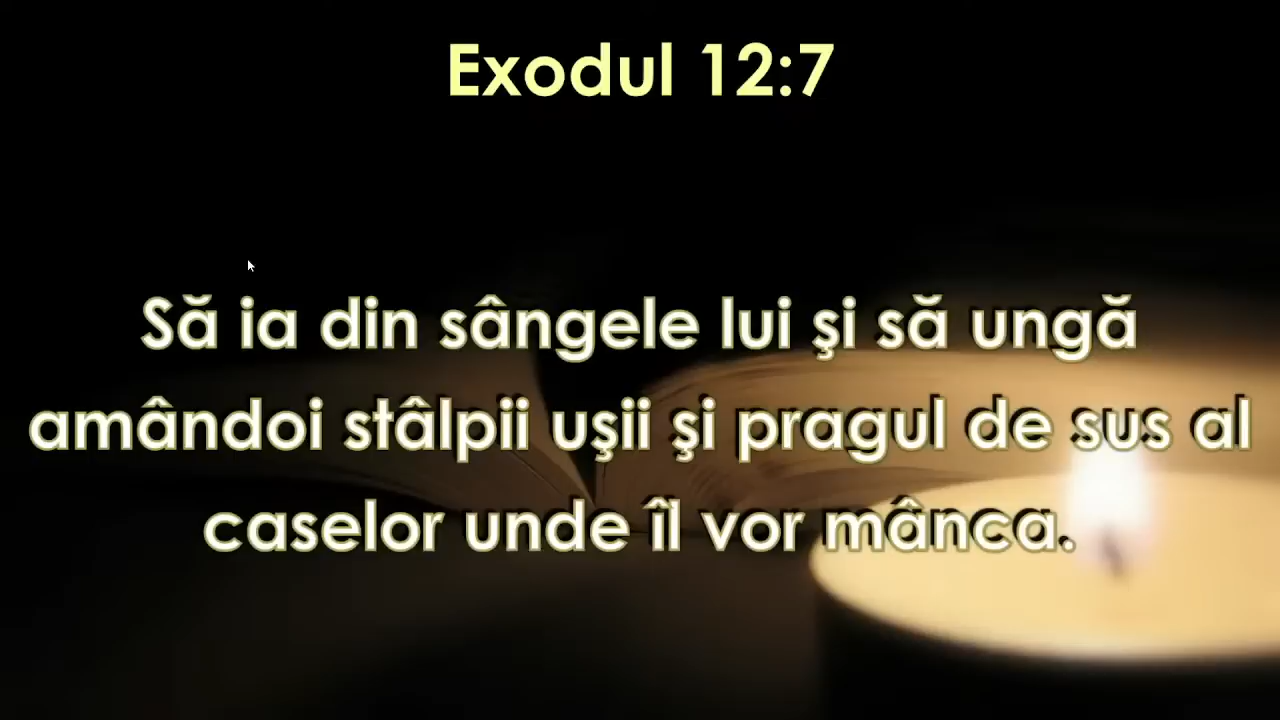 Exodul 12:7
Să ia din sângele lui şi să ungă
amândoi stâlpii uşii şi pragul de sus al
caselor unde îl vor mânca.